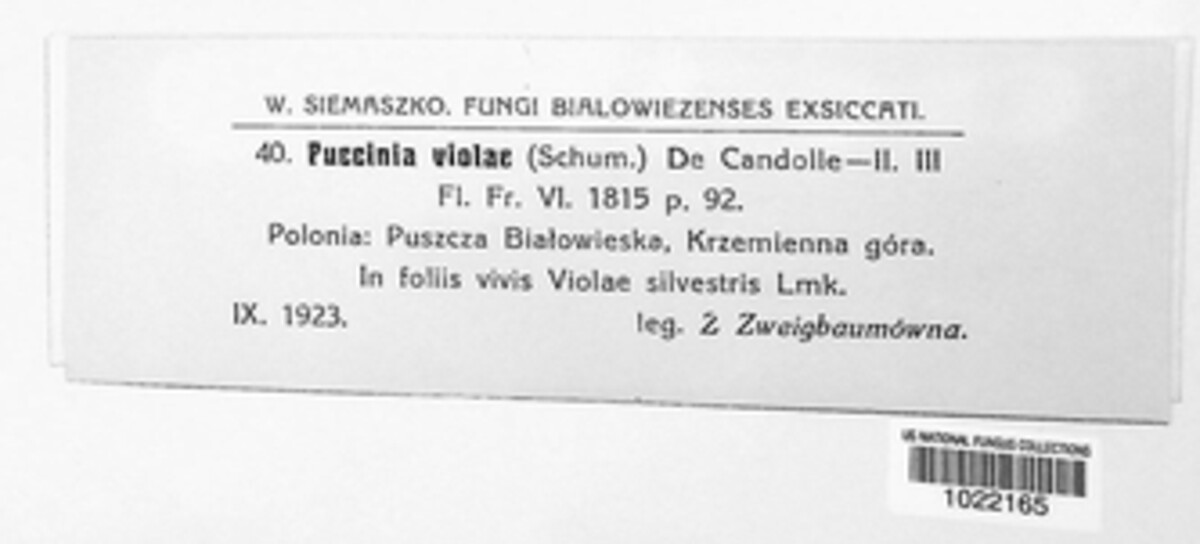 W. SIEMASZKO. FUNGI BIALOWIEZENSES EXSICCATI.
40. Puccinia violae (Schum.) De Candolle—II. III
Fl. Fr. VI. 1815 p. 92.
Polonia: Puszcza Białowieska, Krzemienna góra.
In foliis vivis Violae silvestris Lmk.
IX. 1923.
leg. Z Zweigbaumówna.
US NATIONAL FUNGUS COLLECTIONS
1022165